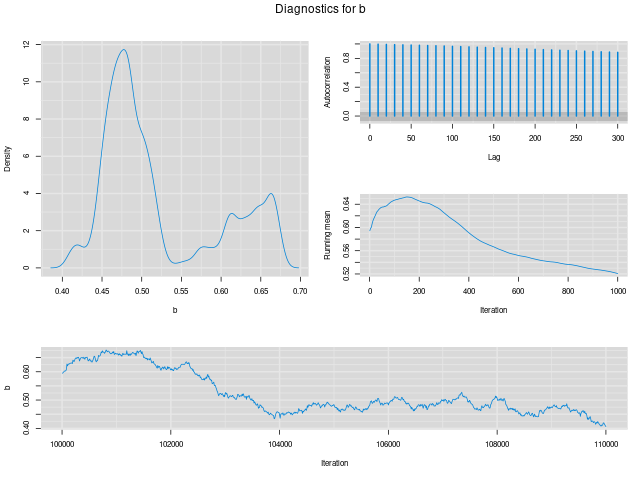 Diagnostics for b
Density
0 2 4 6 8 10 12
0.40 0.45 0.50 0.55 0.60 0.65 0.70
b
Autocorrelation
0.0 0.4 0.8
0 50 100 150 200 250 300
Lag
Running mean
0.52 0.56 0.60 0.64
0 200 400 600 800 1000
Iteration
b
0.40 0.50 0.60
100000 102000 104000 106000 108000 110000
Iteration